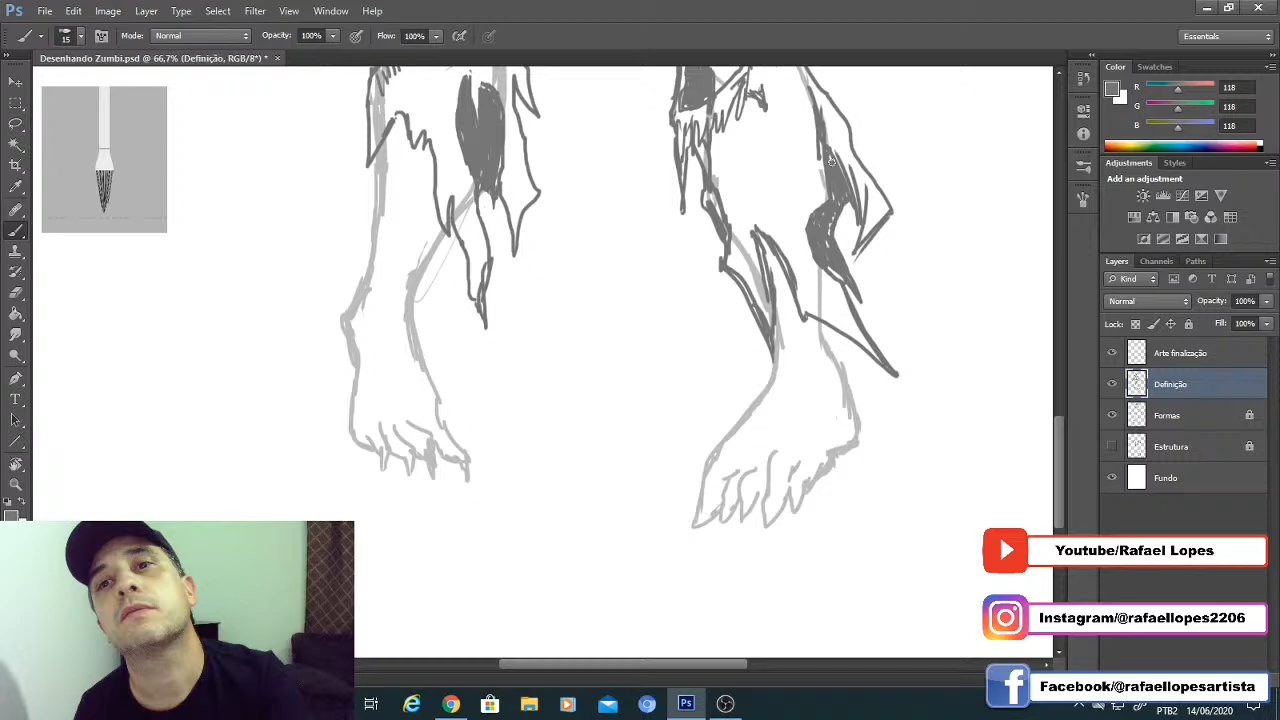 Ps File Edit Image Layer Type Select Filter View Window Help
15 Mode: Normal Opacity: 100% Flow: 100% Essentials
Desenhando Zumbi.psd @ 66,7% (Definição, RGB/8*) * ×
Color Swatches
R 118
G 118
B 118
Adjustments Styles
Add an adjustment
Layers Channels Paths
Kind
Normal Opacity: 100%
Lock: Fill: 100%
Arte finalização
Definição
Formas
Estrutura
Fundo
Youtube/Rafael Lopes
Instagram/@rafaellopes2206
Facebook/@rafaellopesartista
Ps PTB2 14/06/2020